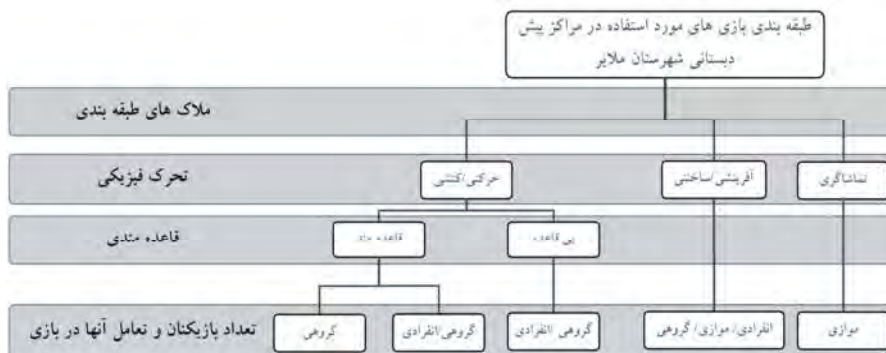 طبقه بندی بازی های مورد استفاده در مراکز پیش
دبستانی شهرستان ملایر
ملاک های طبقه بندی
تحرک فیزیکی
حرکتی/کنشی
آفرینشی/ساختنی
تماشاگری
قاعده مندی
قاعده مند
بی قاعده
تعداد بازیکنان و تعامل آنها در بازی
گروهی
گروهی/انفرادی
گروهی /انفرادی
انفرادی/موازی/گروهی
موازی